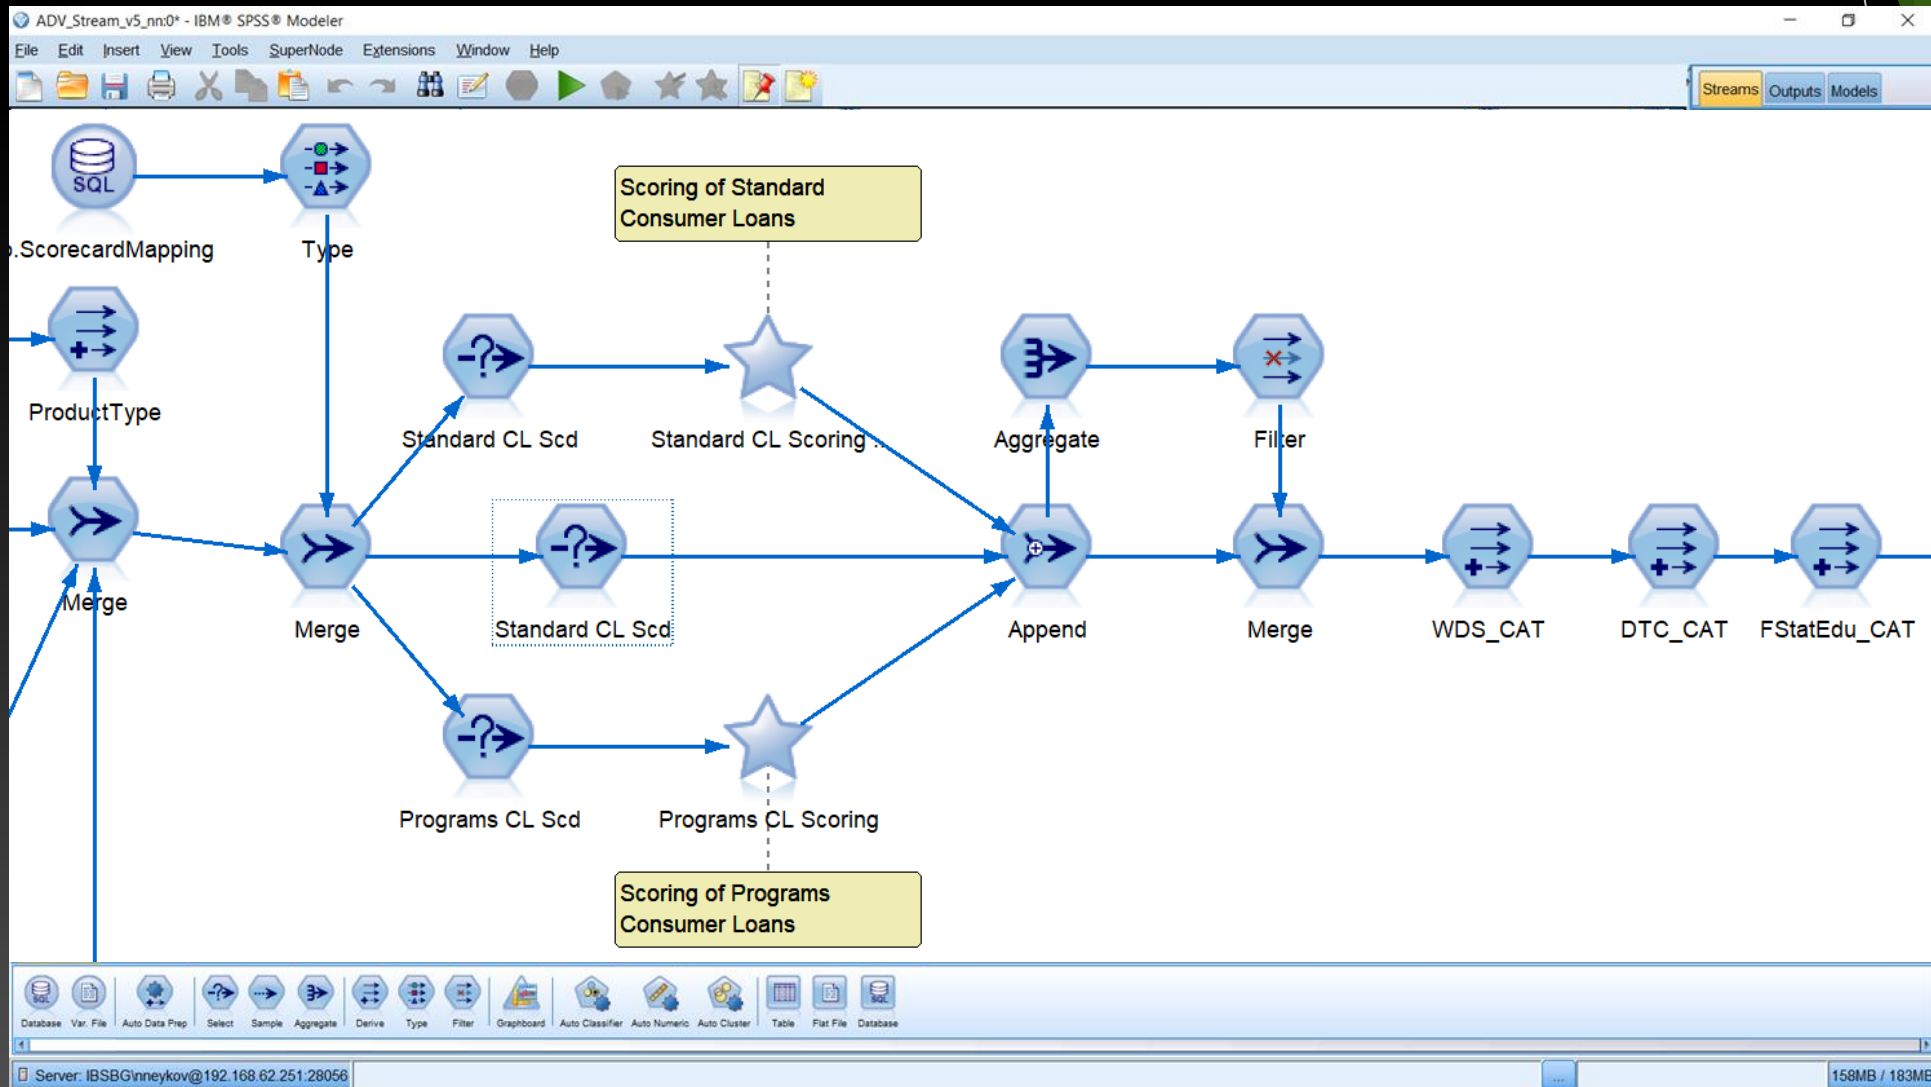 ADV_Stream_v5_nn:0* - IBM® SPSS® Modeler
File Edit Insert View Tools SuperNode Extensions Window Help
Streams Outputs Models
SQL
.ScorecardMapping
Type
Scoring of Standard
Consumer Loans
ProductType
Standard CL Scd
Standard CL Scoring ...
Aggregate
Filter
Merge
Merge
Standard CL Scd
Append
Merge
WDS_CAT
DTC_CAT
FStatEdu_CAT
Programs CL Scd
Programs CL Scoring
Scoring of Programs
Consumer Loans
SQL
SQL
Database Var. File Auto Data Prep Select Sample Aggregate Derive Type Filter Graphboard Auto Classifier Auto Numeric Auto Cluster Table Flat File Database
Server: IBSBG\nneykov@192.168.62.251:28056
...
158MB / 183MB